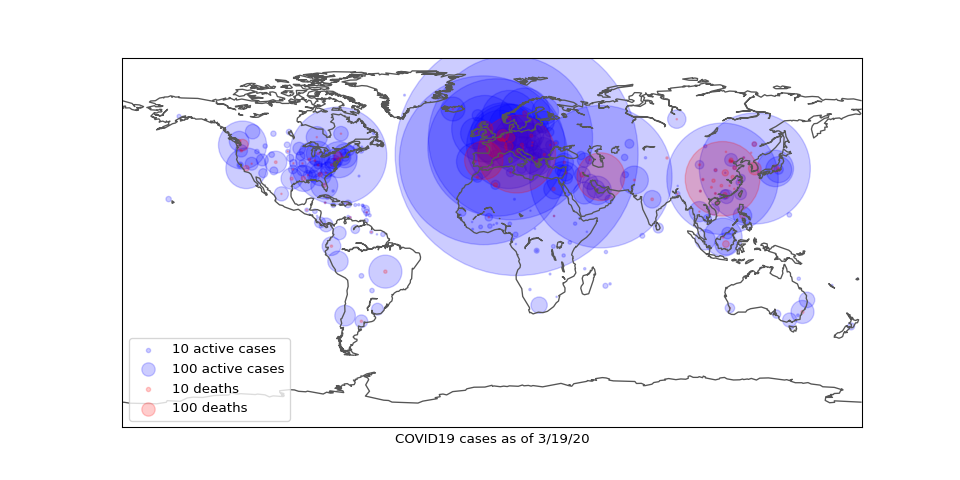 10 active cases
100 active cases
10 deaths
100 deaths
COVID19 cases as of 3/19/20